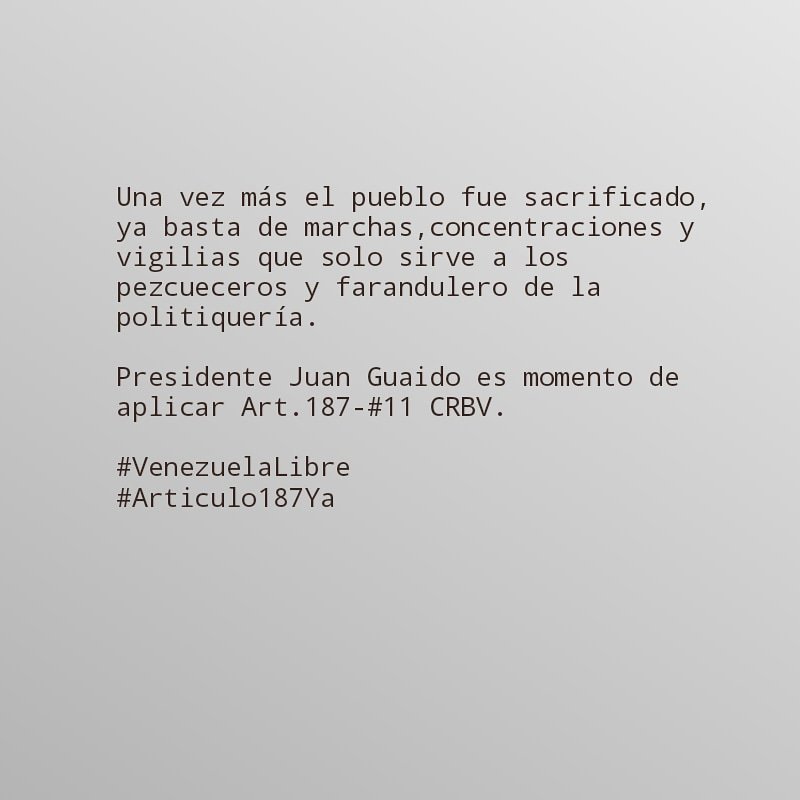 Una vez más el pueblo fue sacrificado,
ya basta de marchas,concentraciones y
vigilias que solo sirve a los
pezcueceros y farandulero de la
politiquería.
Presidente Juan Guaido es momento de
aplicar Art.187-#11 CRBV.
#VenezuelaLibre
#Articulo187Ya